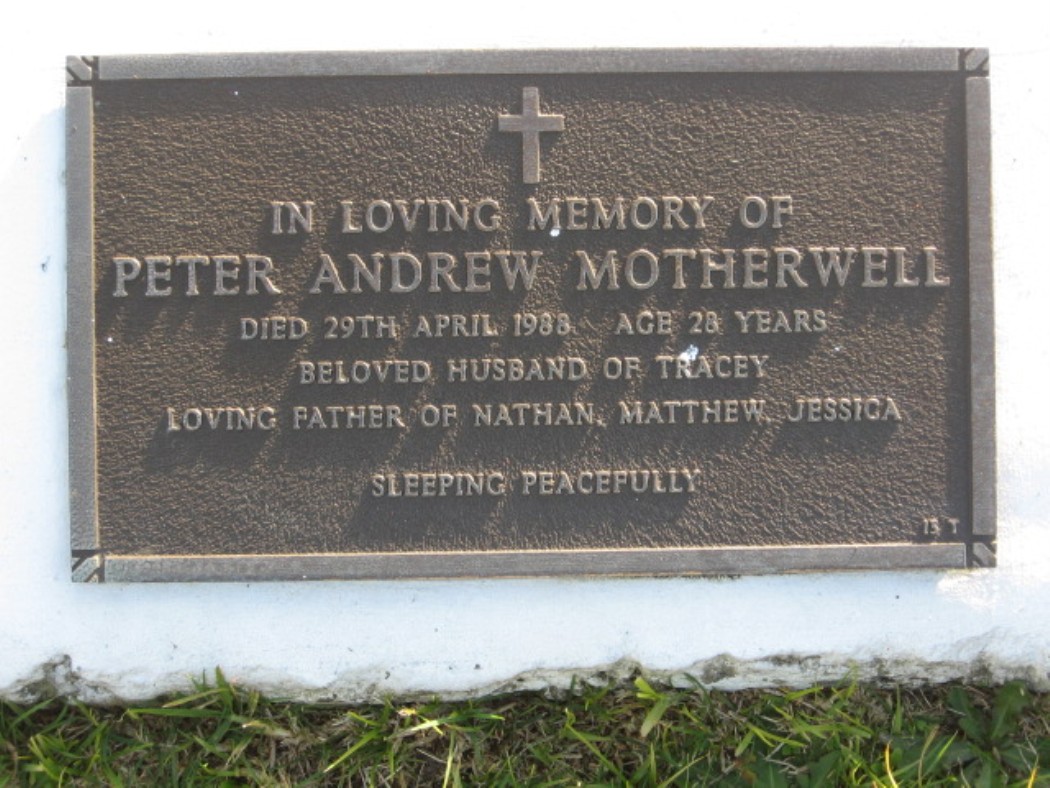 IN LOVING MEMORY OF
PETER ANDREW MOTHERWELL
DIED 29TH APRIL 1988 AGE 28 YEARS
BELOVED HUSBAND OF TRACEY
LOVING FATHER OF NATHAN, MATTHEW, JESSICA
SLEEPING PEACEFULLY
13 T